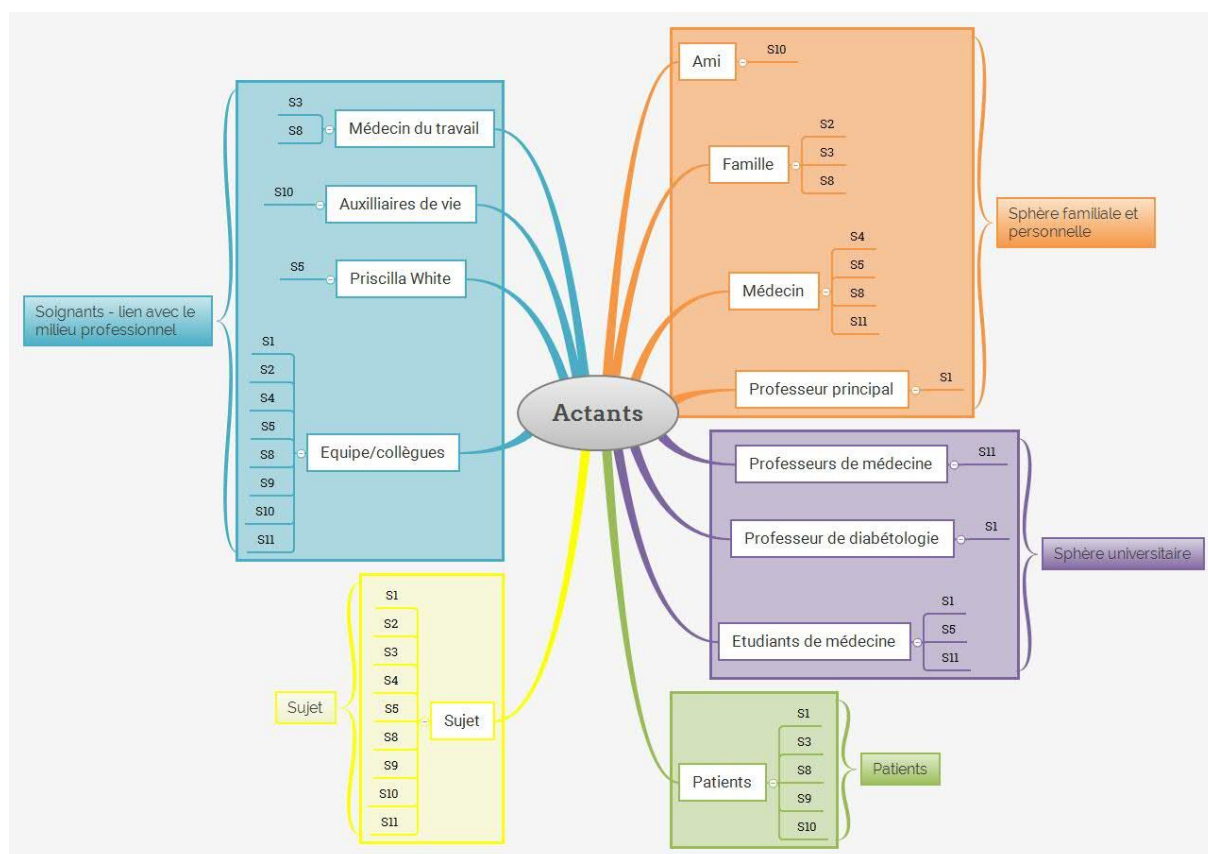 Actants
Ami
S10
Famille
S2
S3
S8
Médecin
S4
S5
S8
S11
Professeur principal
S1
Sphère familiale et
personnelle
Professeurs de médecine
S11
Professeur de diabétologie
S1
Etudiants de médecine
S1
S5
S11
Sphère universitaire
Patients
S1
S3
S8
S9
S10
Patients
Médecin du travail
S3
S8
Auxilliaires de vie
S10
Priscilla White
S5
Equipe/collègues
S1
S2
S4
S5
S8
S9
S10
S11
Soignants - lien avec le
milieu professionnel
Sujet
S1
S2
S3
S4
S5
S8
S9
S10
S11
Sujet